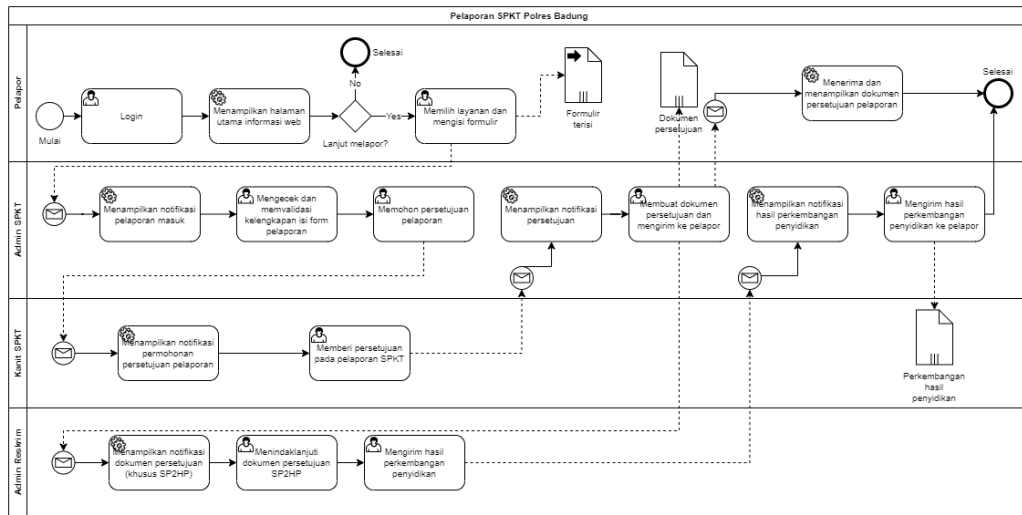 Pelaporan SPKT Polres Badung
Pelapor
Mulai
Login
Menampilkan halaman
utama informasi web
Selesai
No
Lanjut melapor?
Yes
Memilih layanan dan
mengisi formulir
Formulir
terisi
Dokumen
persetujuan
Menerima dan
menampilkan dokumen
persetujuan pelaporan
Selesai
Admin SPKT
Menampilkan notifikasi
pelaporan masuk
Mengecek dan
memvalidasi
kelengkapan isi form
pelaporan
Memohon persetujuan
pelaporan
Menampilkan notifikasi
persetujuan
Membuat dokumen
persetujuan dan
mengirim ke pelapor
Menampilkan notifikasi
hasil perkembangan
penyidikan
Mengirim hasil
perkembangan
penyidikan ke pelapor
Kanit SPKT
Menampilkan notifikasi
permohonan
persetujuan pelaporan
Memberi persetujuan
pada pelaporan SPKT
Perkembangan
hasil
penyidikan
Admin Reskrim
Menampilkan notifikasi
dokumen persetujuan
(khusus SP2HP)
Menindaklanjuti
dokumen persetujuan
SP2HP
Mengirim hasil
perkembangan
penyidikan